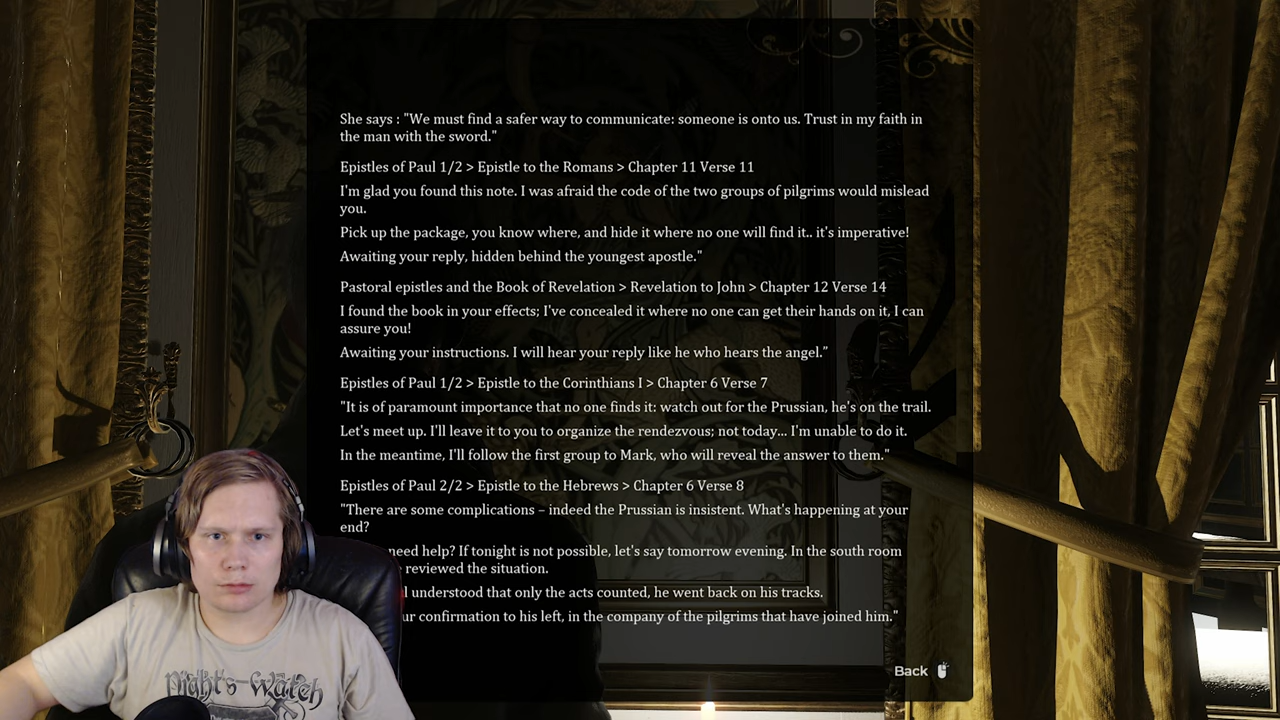 She says : "We must find a safer way to communicate: someone is onto us. Trust in my faith in
the man with the sword."
Epistles of Paul 1/2 > Epistle to the Romans > Chapter 11 Verse 11
I'm glad you found this note. I was afraid the code of the two groups of pilgrims would mislead
you.
Pick up the package, you know where, and hide it where no one will find it.. it's imperative!
Awaiting your reply, hidden behind the youngest apostle."
Pastoral epistles and the Book of Revelation > Revelation to John > Chapter 12 Verse 14
I found the book in your effects; I've concealed it where no one can get their hands on it, I can
assure you!
Awaiting your instructions. I will hear your reply like he who hears the angel."
Epistles of Paul 1/2 > Epistle to the Corinthians I > Chapter 6 Verse 7
"It is of paramount importance that no one finds it: watch out for the Prussian, he's on the trail.
Let's meet up. I'll leave it to you to organize the rendezvous; not today... I'm unable to do it.
In the meantime, I'll follow the first group to Mark, who will reveal the answer to them."
Epistles of Paul 2/2 > Epistle to the Hebrews > Chapter 6 Verse 8
"There are some complications – indeed the Prussian is insistent. What's happening at your
end?
need help? If tonight is not possible, let's say tomorrow evening. In the south room
reviewed the situation.
understood that only the acts counted, he went back on his tracks.
confirmation to his left, in the company of the pilgrims that have joined him."
Back
Night's Watch